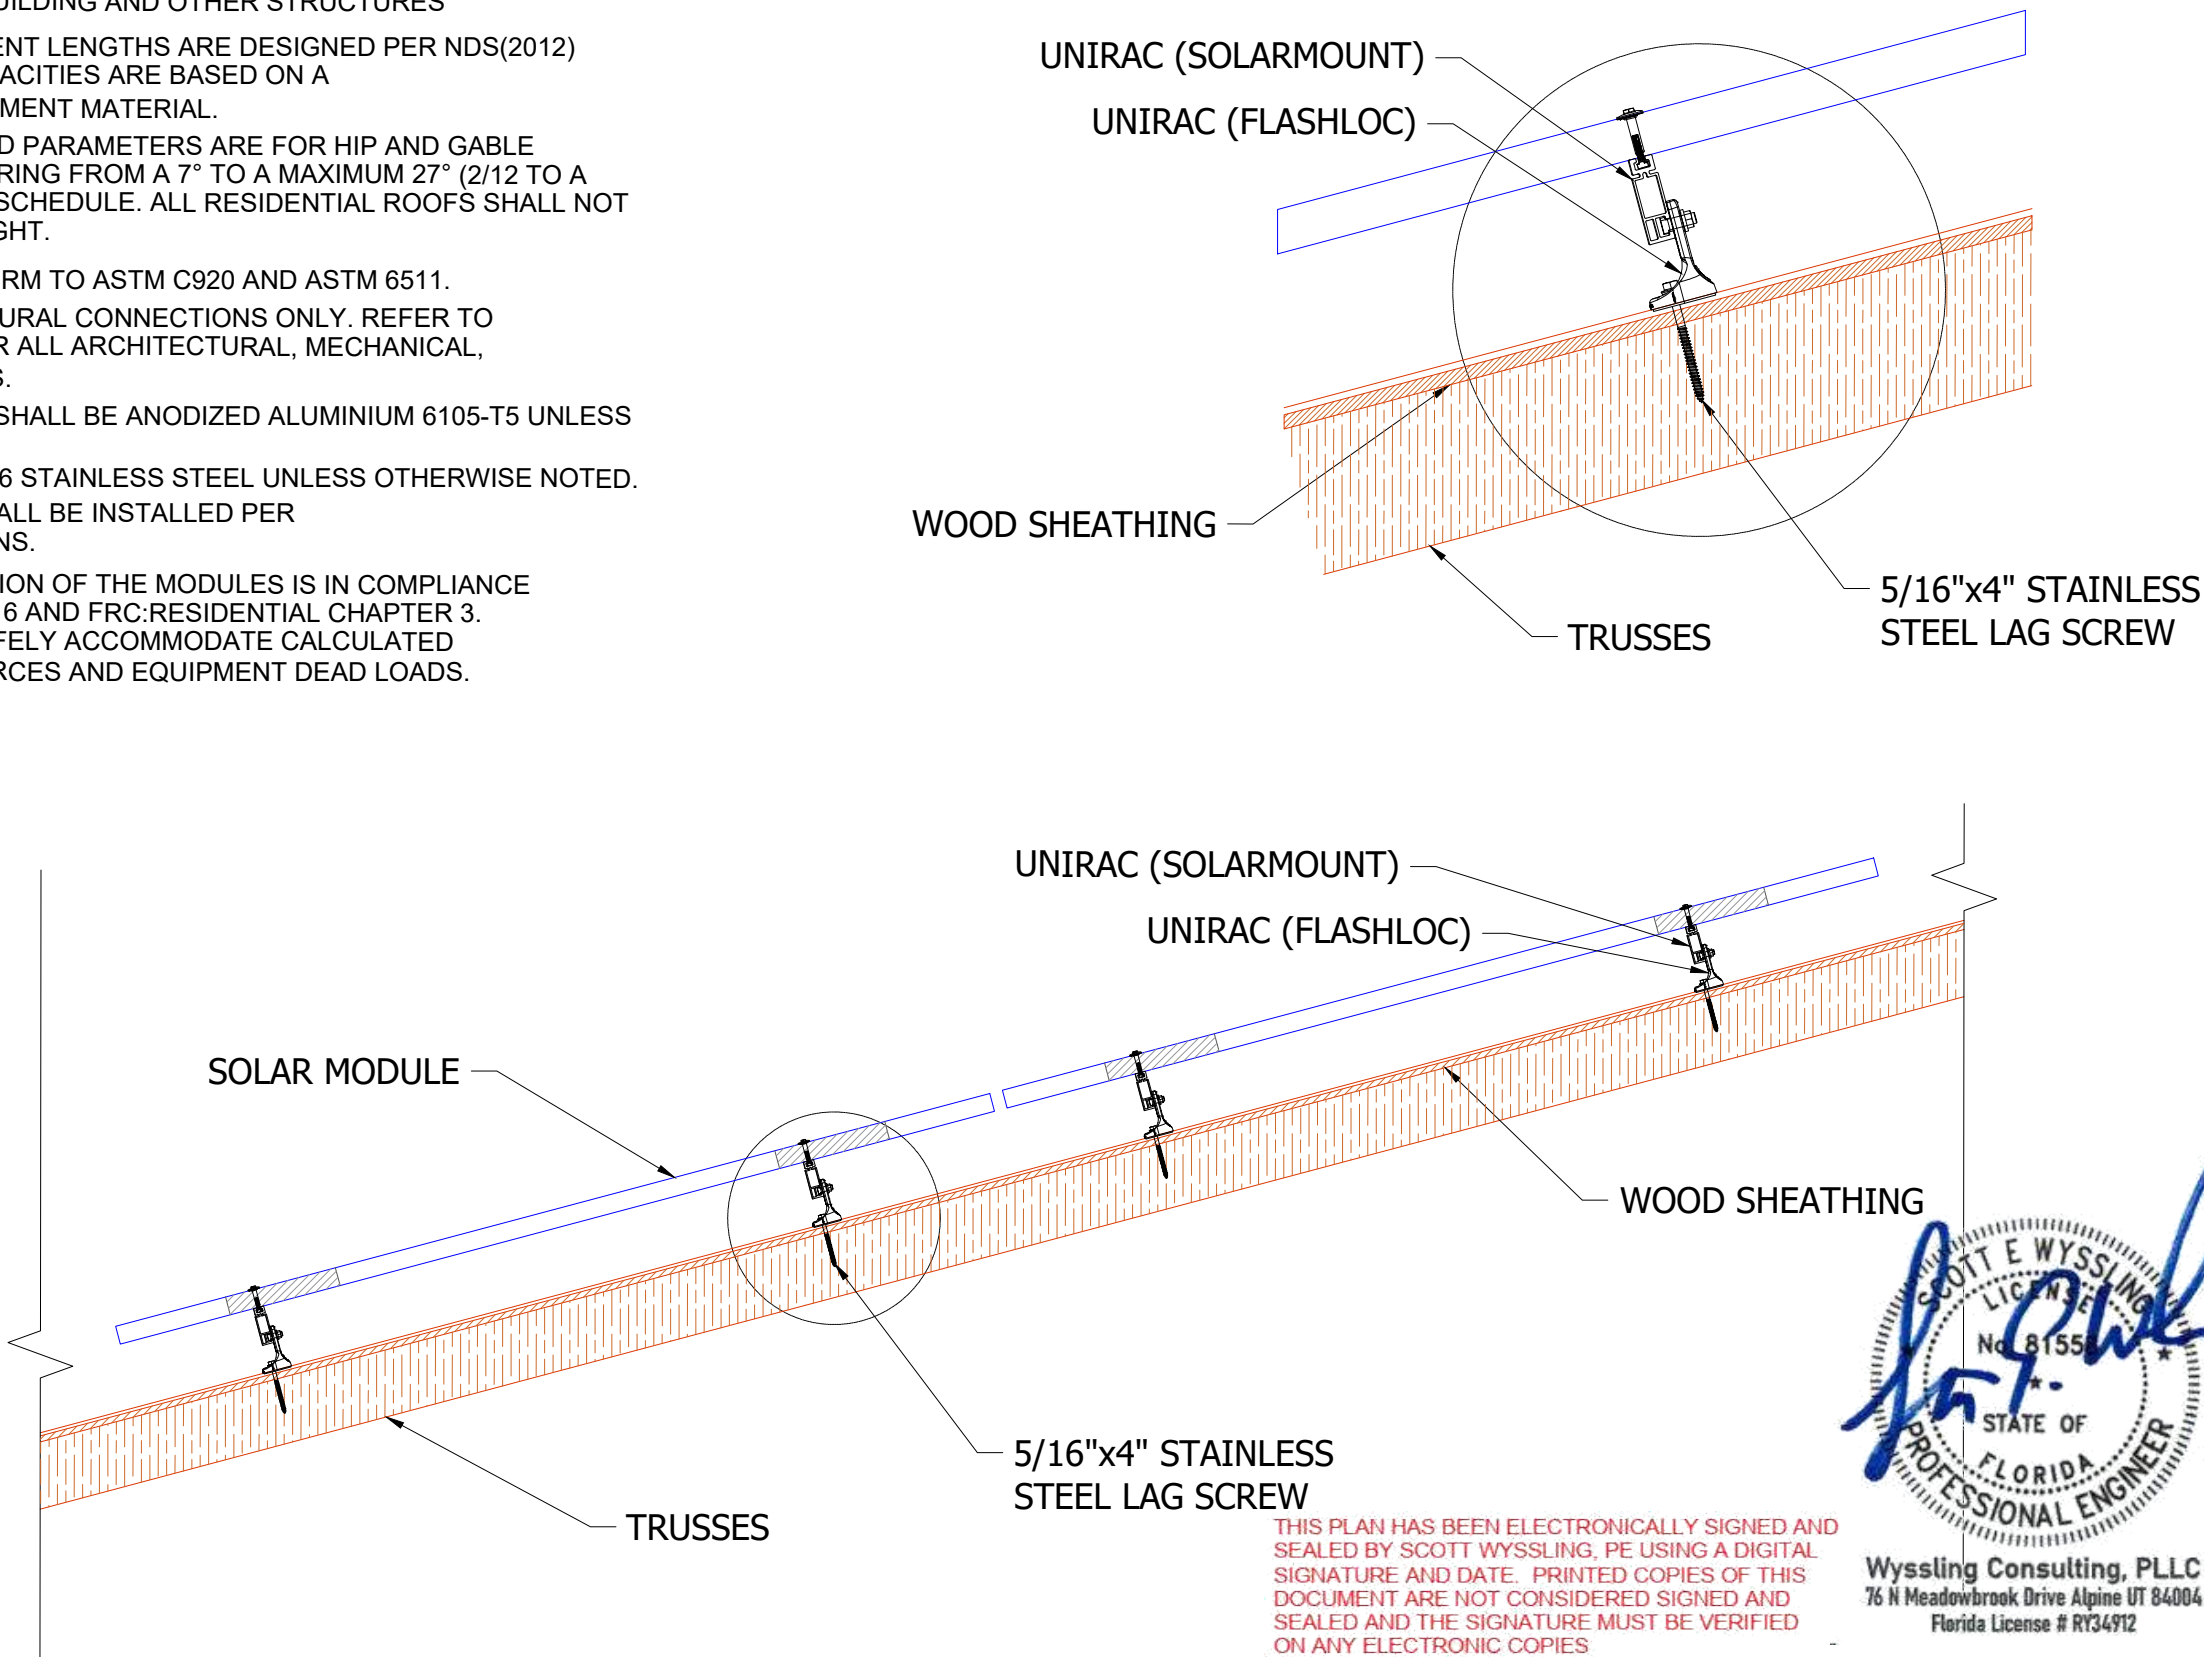 UILDING AND OTHER STRUCTURES
ENT LENGTHS ARE DESIGNED PER NDS(2012)
ACITIES ARE BASED ON A
MENT MATERIAL.
D PARAMETERS ARE FOR HIP AND GABLE
RING FROM A 7° TO A MAXIMUM 27° (2/12 TO A
SCHEDULE. ALL RESIDENTIAL ROOFS SHALL NOT
GHT.
RM TO ASTM C920 AND ASTM 6511.
URAL CONNECTIONS ONLY. REFER TO
R ALL ARCHITECTURAL, MECHANICAL,
S.
SHALL BE ANODIZED ALUMINIUM 6105-T5 UNLESS
6 STAINLESS STEEL UNLESS OTHERWISE NOTED.
ALL BE INSTALLED PER
NS.
ION OF THE MODULES IS IN COMPLIANCE
16 AND FRC:RESIDENTIAL CHAPTER 3.
FELY ACCOMMODATE CALCULATED
RCES AND EQUIPMENT DEAD LOADS.
UNIRAC (SOLARMOUNT)
UNIRAC (FLASHLOC)
WOOD SHEATHING
TRUSSES
5/16"x4" STAINLESS
STEEL LAG SCREW
UNIRAC (SOLARMOUNT)
UNIRAC (FLASHLOC)
SOLAR MODULE
WOOD SHEATHING
5/16"x4" STAINLESS
STEEL LAG SCREW
TRUSSES
THIS PLAN HAS BEEN ELECTRONICALLY SIGNED AND
SEALED BY SCOTT WYSSLING, PE USING A DIGITAL
SIGNATURE AND DATE. PRINTED COPIES OF THIS
DOCUMENT ARE NOT CONSIDERED SIGNED AND
SEALED AND THE SIGNATURE MUST BE VERIFIED
ON ANY ELECTRONIC COPIES
SCOTT E WYSSLING
LICENSE
No. 81558
STATE OF
FLORIDA
PROFESSIONAL ENGINEER
Wyssling Consulting, PLLC
76 N Meadowbrook Drive Alpine UT 84004
Florida License # RY34912